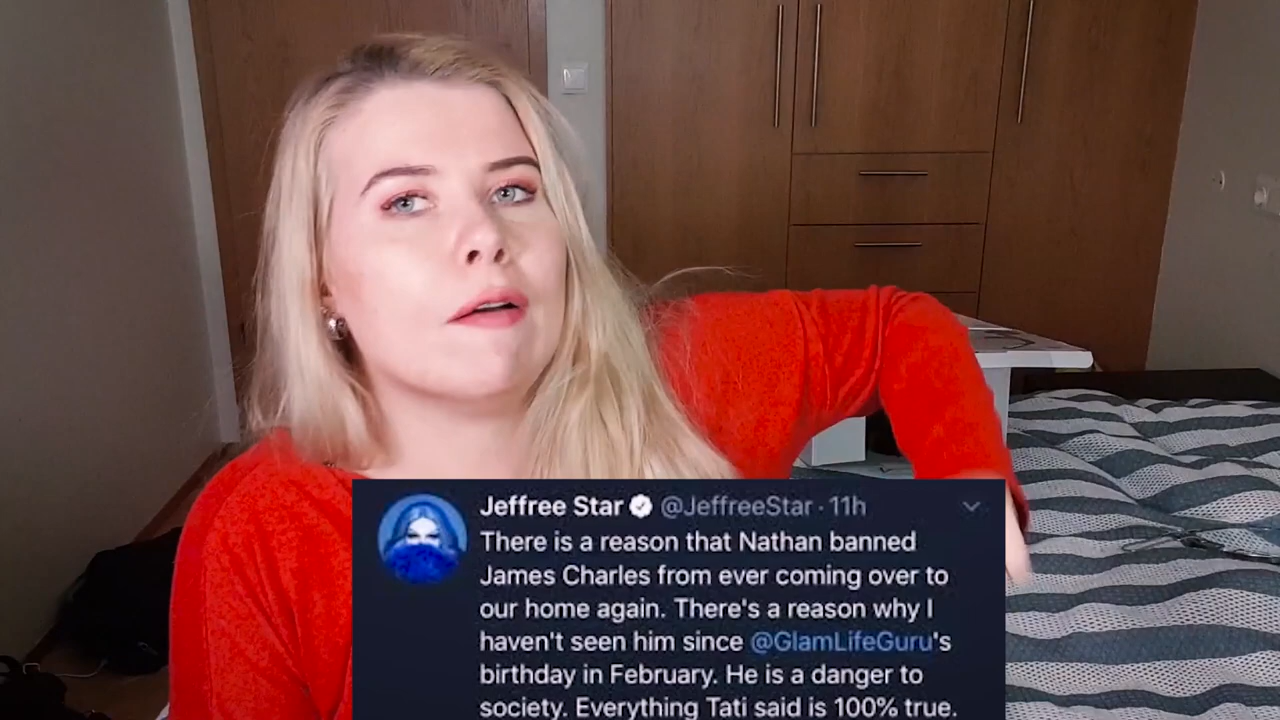 Jeffree Star @JeffreeStar · 11h
There is a reason that Nathan banned
James Charles from ever coming over to
our home again. There's a reason why I
haven't seen him since @GlamLifeGuru's
birthday in February. He is a danger to
society. Everything Tati said is 100% true.